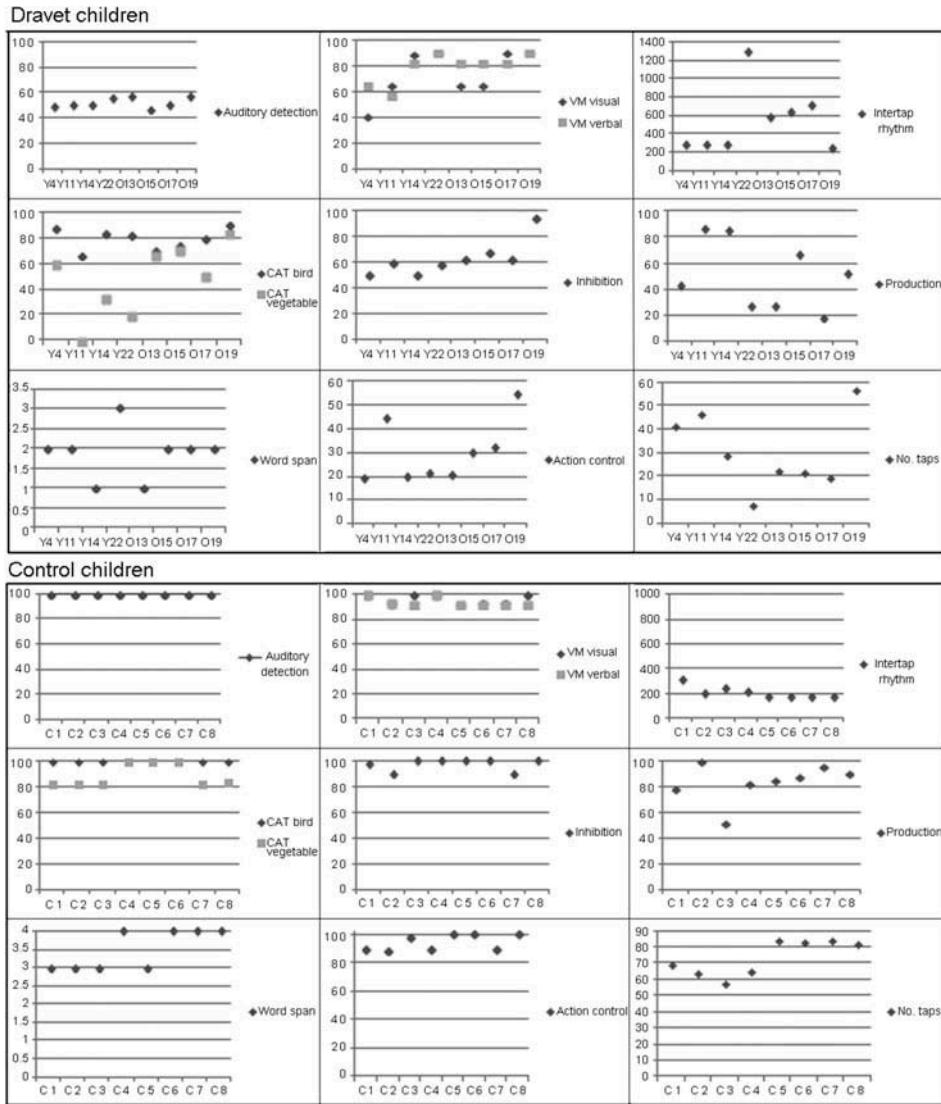 Dravet children
100
80
60
40
20
0
Y4 Y11 Y14 Y22 O13 O15 O17 O19
Auditory detection
100
80
60
40
20
0
Y4 Y11 Y14 Y22 O13 O15 O17 O19
VM visual
VM verbal
1400
1200
1000
800
600
400
200
0
Y4 Y11 Y14 Y22 O13 O15 O17 O19
Intertap
rhythm
100
80
60
40
20
0
Y4 Y11 Y14 Y22 O13 O15 O17 O19
CAT bird
CAT
vegetable
100
80
60
40
20
0
Y4 Y11 Y14 Y22 O13 O15 O17 O19
Inhibition
100
80
60
40
20
0
Y4 Y11 Y14 Y22 O13 O15 O17 O19
Production
3.5
3
2.5
2
1.5
1
0.5
0
Y4 Y11 Y14 Y22 O13 O15 O17 O19
Word span
60
50
40
30
20
10
0
Y4 Y11 Y14 Y22 O13 O15 O17 O19
Action control
60
50
40
30
20
10
0
Y4 Y11 Y14 Y22 O13 O15 O17 O19
No. taps
Control children
100
80
60
40
20
0
C1 C2 C3 C4 C5 C6 C7 C8
Auditory
detection
100
80
60
40
20
0
C1 C2 C3 C4 C5 C6 C7 C8
VM visual
VM verbal
1000
800
600
400
200
0
C1 C2 C3 C4 C5 C6 C7 C8
Intertap
rhythm
100
80
60
40
20
0
C1 C2 C3 C4 C5 C6 C7 C8
CAT bird
CAT
vegetable
100
80
60
40
20
0
C1 C2 C3 C4 C5 C6 C7 C8
Inhibition
100
80
60
40
20
0
C1 C2 C3 C4 C5 C6 C7 C8
Production
4
3.5
3
2.5
2
1.5
1
0.5
0
C1 C2 C3 C4 C5 C6 C7 C8
Word span
100
80
60
40
20
0
C1 C2 C3 C4 C5 C6 C7 C8
Action control
90
80
70
60
50
40
30
20
10
0
C1 C2 C3 C4 C5 C6 C7 C8
No. taps